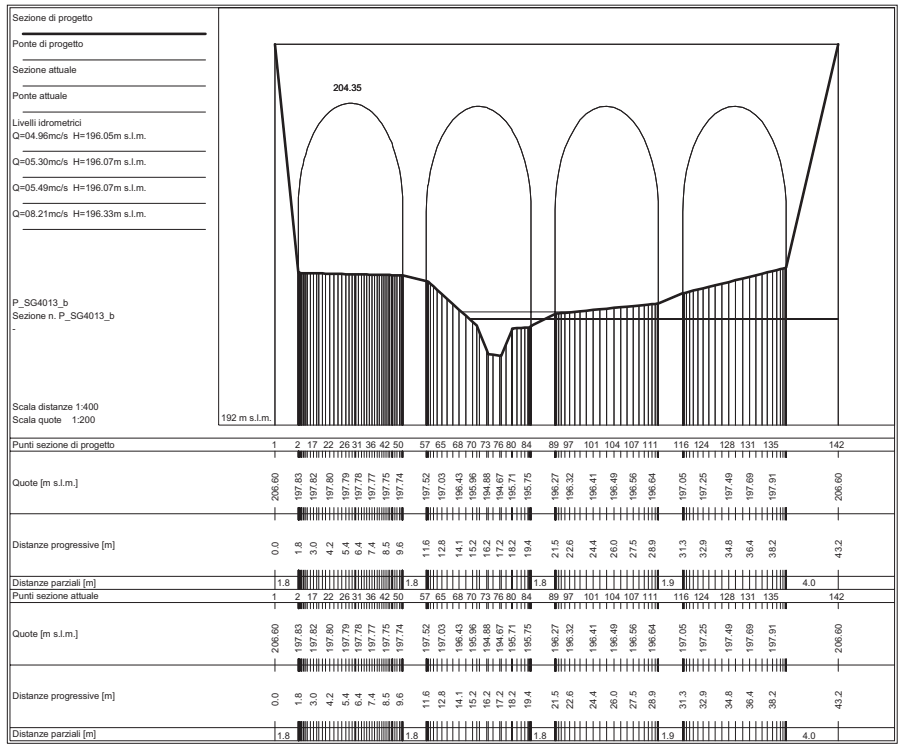 Sezione di progetto
Ponte di progetto
Sezione attuale
Ponte attuale
Livelli idrometrici
Q=04.96mc/s H=196.05m s.l.m.
Q=05.30mc/s H=196.07m s.l.m.
Q=05.49mc/s H=196.07m s.l.m.
Q=08.21mc/s H=196.33m s.l.m.
P_SG4013_b
Sezione n. P_SG4013_b
-
Scala distanze 1:400
Scala quote 1:200
204.35
192 m s.l.m.
Punti sezione di progetto 1 2 17 22 26 31 36 42 50 57 65 68 70 73 76 80 84 89 97 101 104 107 111 116 124 128 131 135 142
Quote [m s.l.m.] 206.60 197.83 197.82 197.80 197.79 197.78 197.77 197.75 197.74 197.52 197.03 196.43 195.96 194.88 194.67 195.71 195.75 196.27 196.32 196.41 196.49 196.56 196.64 197.05 197.25 197.49 197.69 197.91 206.60
Distanze progressive [m] 0.0 1.8 3.0 4.2 5.4 6.4 7.4 8.5 9.6 11.6 12.8 14.1 15.2 16.2 17.2 18.2 19.4 21.5 22.6 24.4 26.0 27.5 28.9 31.3 32.9 34.8 36.4 38.2 43.2
Distanze parziali [m] 1.8 1.8 1.8 1.9 4.0
Punti sezione attuale 1 2 17 22 26 31 36 42 50 57 65 68 70 73 76 80 84 89 97 101 104 107 111 116 124 128 131 135 142
Quote [m s.l.m.] 206.60 197.83 197.82 197.80 197.79 197.78 197.77 197.75 197.74 197.52 197.03 196.43 195.96 194.88 194.67 195.71 195.75 196.27 196.32 196.41 196.49 196.56 196.64 197.05 197.25 197.49 197.69 197.91 206.60
Distanze progressive [m] 0.0 1.8 3.0 4.2 5.4 6.4 7.4 8.5 9.6 11.6 12.8 14.1 15.2 16.2 17.2 18.2 19.4 21.5 22.6 24.4 26.0 27.5 28.9 31.3 32.9 34.8 36.4 38.2 43.2
Distanze parziali [m] 1.8 1.8 1.8 1.9 4.0